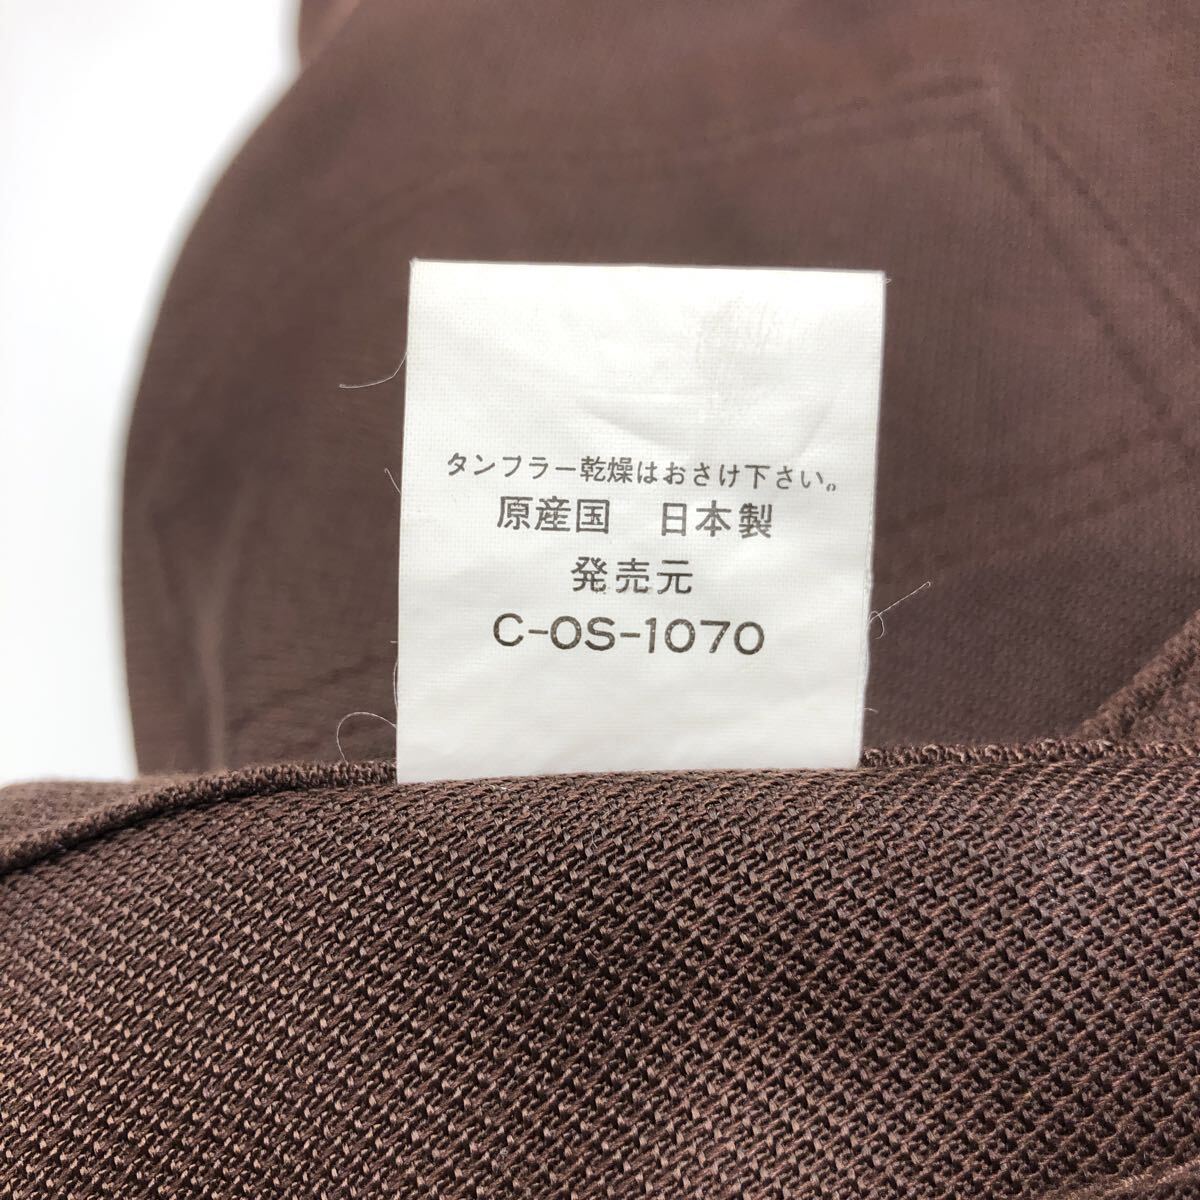 タンブラー乾燥はおさけ下さい。
原産国　日本製
発売元
C-OS-1070